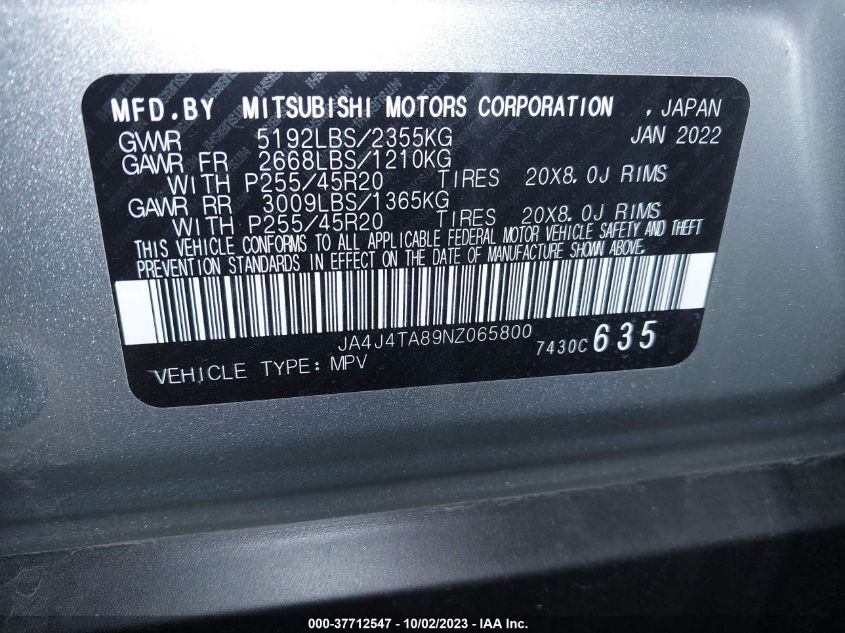 MFD.BY MITSUBISHI MOTORS CORPORATION , JAPAN
GVWR 5192LBS/2355KG JAN 2022
GAWR FR 2668LBS/1210KG
WITH P255/45R20 TIRES 20X8.0J RIMS
GAWR RR 3009LBS/1365KG
WITH P255/45R20 TIRES 20X8.0J RIMS
THIS VEHICLE CONFORMS TO ALL APPLICABLE FEDERAL MOTOR VEHICLE SAFETY AND THEFT
PREVENTION STANDARDS IN EFFECT ON THE DATE OF MANUFACTURE SHOWN ABOVE.
JA4J4TA89NZ065800
7430C 635
VEHICLE TYPE: MPV
000-37712547 - 10/02/2023 - IAA Inc.